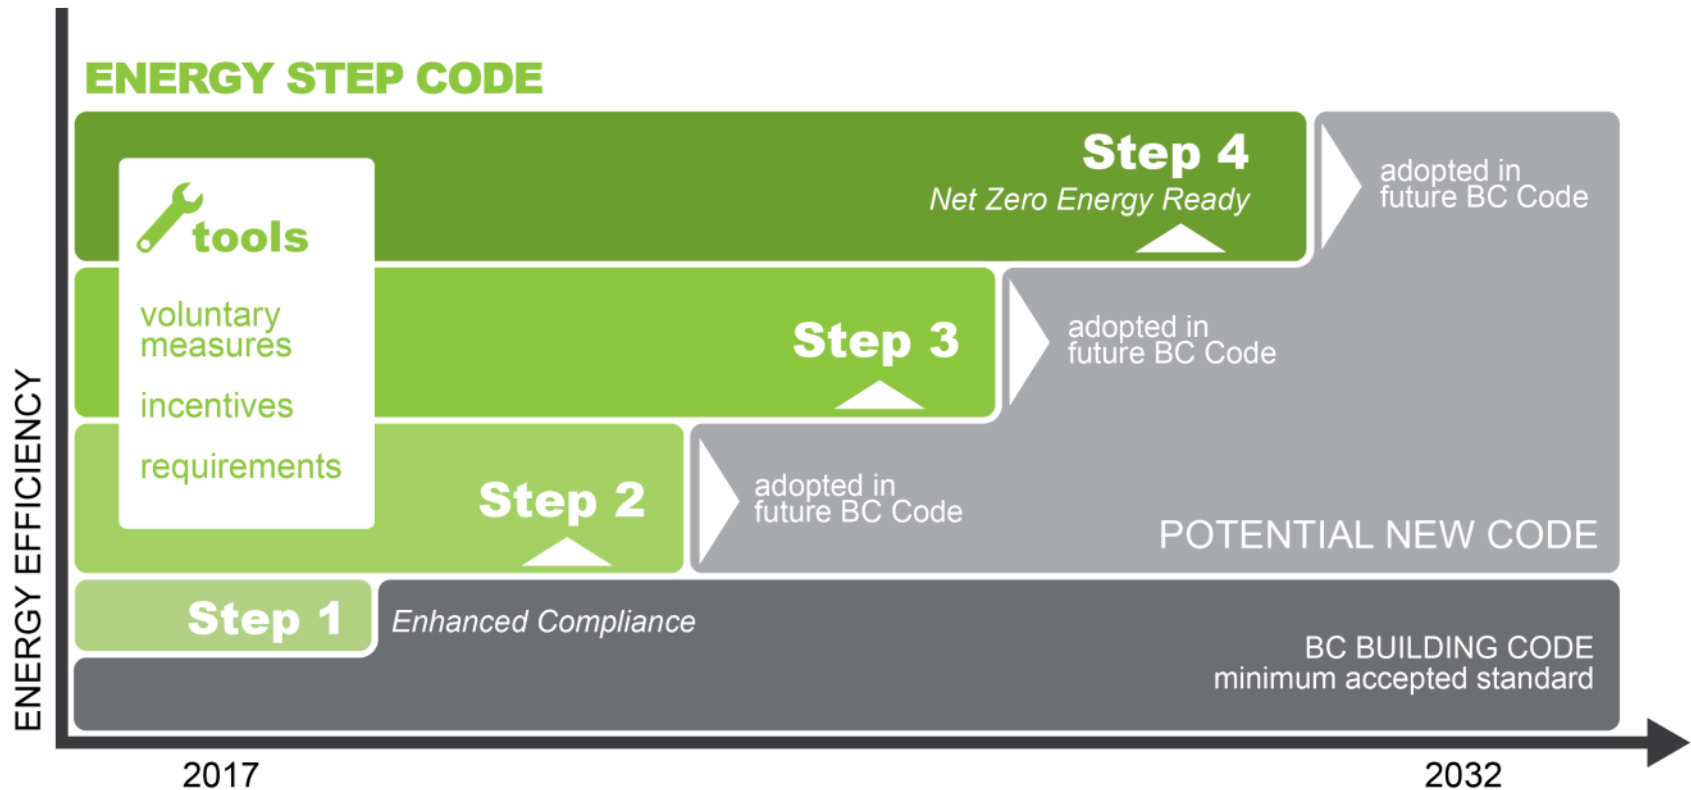 ENERGY STEP CODE
Step 4
Net Zero Energy Ready
adopted in
future BC Code
tools
voluntary
measures
incentives
requirements
Step 3
adopted in
future BC Code
Step 2
adopted in
future BC Code
POTENTIAL NEW CODE
Step 1
Enhanced Compliance
BC BUILDING CODE
minimum accepted standard
ENERGY EFFICIENCY
2017
2032